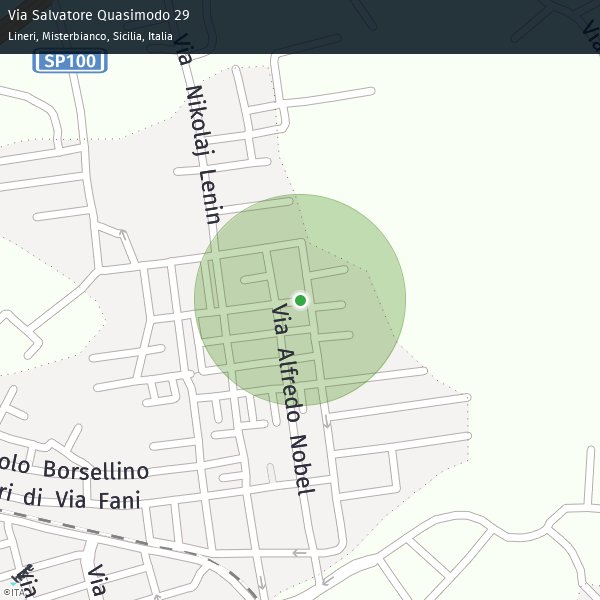 Via Salvatore Quasimodo 29
Lineri, Misterbianco, Sicilia, Italia
SP100
Via
Via Nikolaj Lenin
Via Alfredo Nobel
olo Borsellino
ri di Via Fani
Via
Via
©ITA